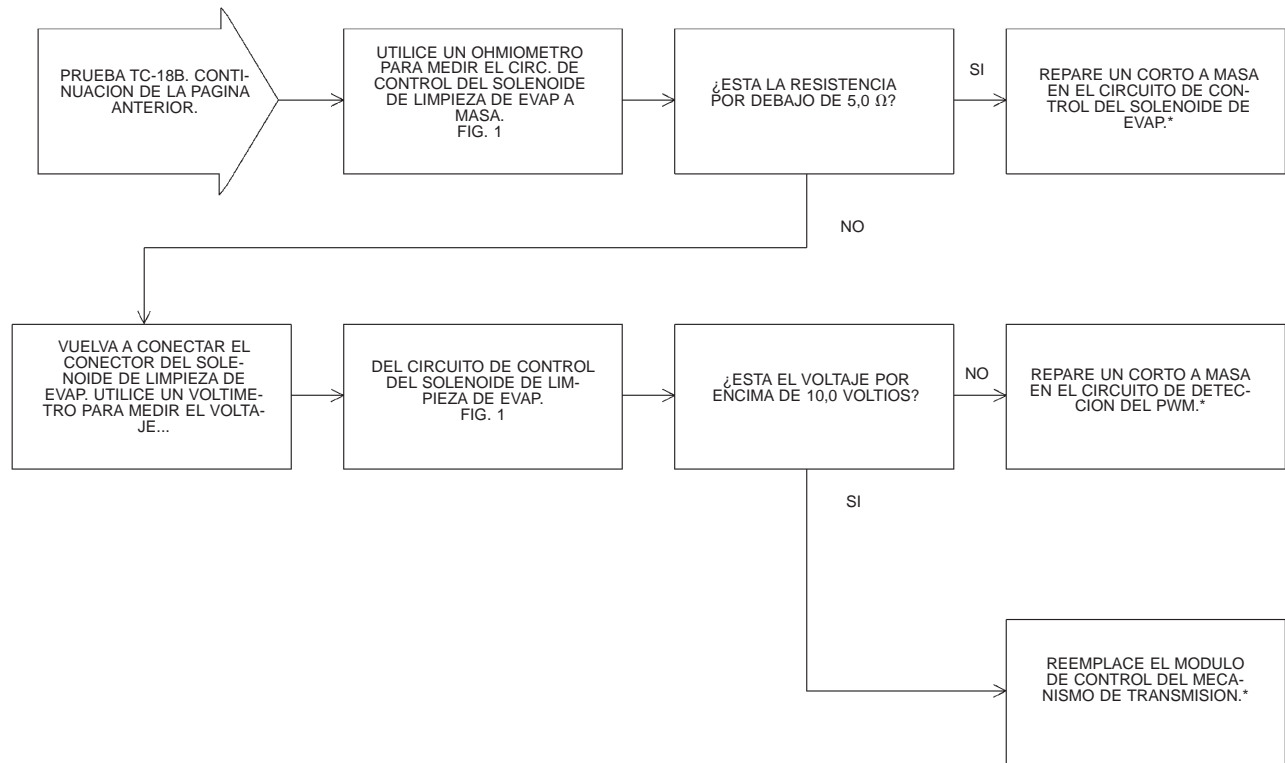 PRUEBA TC-18B. CONTI-
NUACION DE LA PAGINA
ANTERIOR.
UTILICE UN OHMIOMETRO
PARA MEDIR EL CIRC. DE
CONTROL DEL SOLENOIDE
DE LIMPIEZA DE EVAP A
MASA.
FIG. 1
¿ESTA LA RESISTENCIA
POR DEBAJO DE 5,0 Ω?
SI
REPARE UN CORTO A MASA
EN EL CIRCUITO DE CON-
TROL DEL SOLENOIDE DE
EVAP.*
NO
VUELVA A CONECTAR EL
CONECTOR DEL SOLE-
NOIDE DE LIMPIEZA DE
EVAP. UTILICE UN VOLTIME-
TRO PARA MEDIR EL VOLTA-
JE...
DEL CIRCUITO DE CONTROL
DEL SOLENOIDE DE LIM-
PIEZA DE EVAP.
FIG. 1
¿ESTA EL VOLTAJE POR
ENCIMA DE 10,0 VOLTIOS?
NO
REPARE UN CORTO A MASA
EN EL CIRCUITO DE DETEC-
CION DEL PWM.*
SI
REEMPLACE EL MODULO
DE CONTROL DEL MECA-
NISMO DE TRANSMISION.*